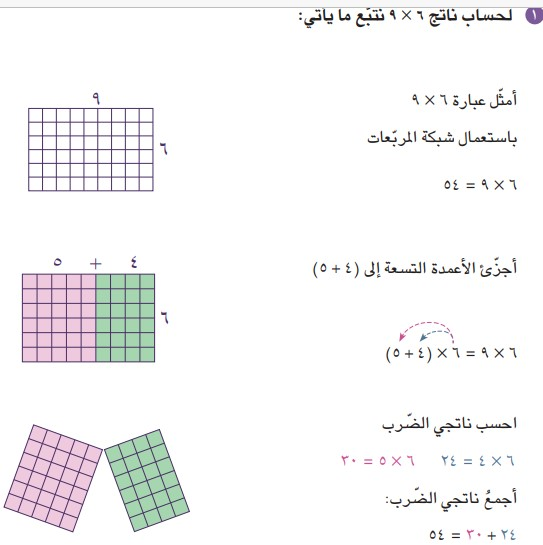 ١ لحساب ناتج ٦ × ٩ نتبّع ما يأتي:
أمثّل عبارة ٦ × ٩
باستعمال شبكة المربّعات
٦ × ٩ = ٥٤
٩
٦
أجزّئ الأعمدة التسعة إلى (٤ + ٥)
٤ + ٥
٦
٦ × ٩ = ٦ × (٤ + ٥)
احسب ناتجي الضّرب
٦ × ٤ = ٢٤ ٦ × ٥ = ٣٠
أجمعُ ناتجي الضّرب:
٢٤ + ٣٠ = ٥٤